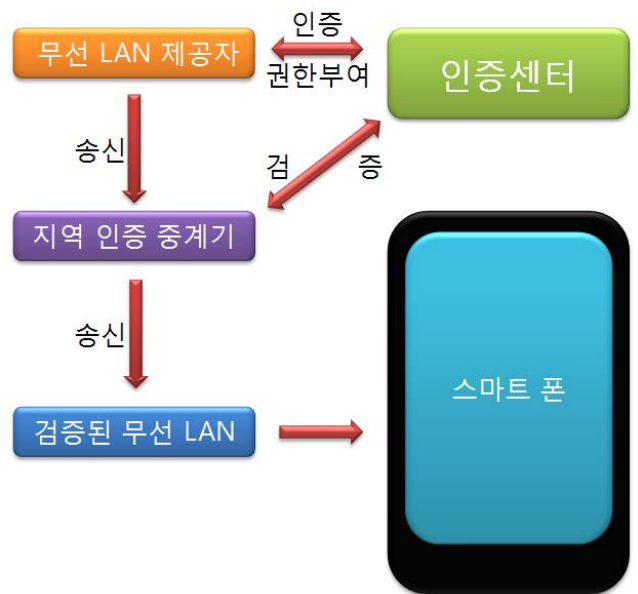 무선 LAN 제공자
인증
권한부여
인증센터
송신
검 증
지역 인증 중계기
송신
검증된 무선 LAN
스마트 폰